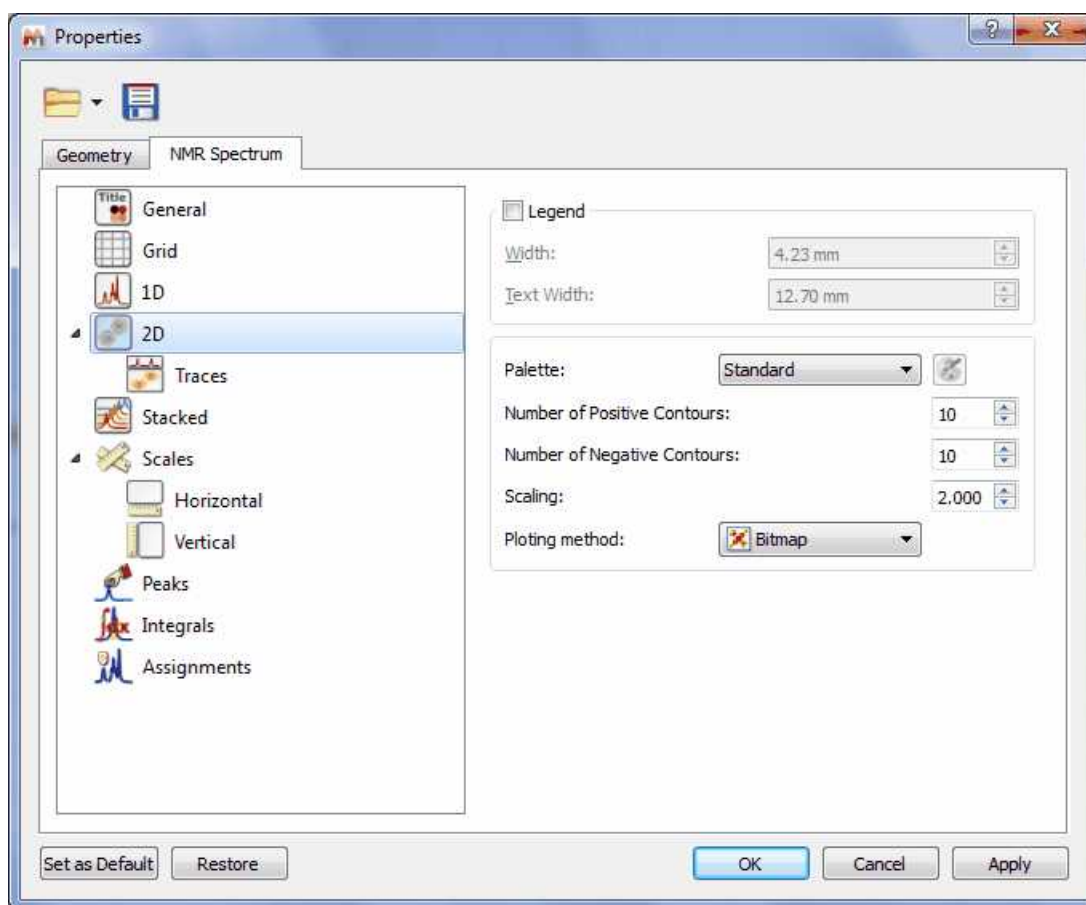 Properties
Geometry
NMR Spectrum
Title
General
Grid
1D
2D
Traces
Stacked
Scales
Horizontal
Vertical
Peaks
Integrals
Assignments
Legend
Width: 4.23 mm
Text Width: 12.70 mm
Palette: Standard
Number of Positive Contours: 10
Number of Negative Contours: 10
Scaling: 2.000
Ploting method: Bitmap
Set as Default Restore OK Cancel Apply